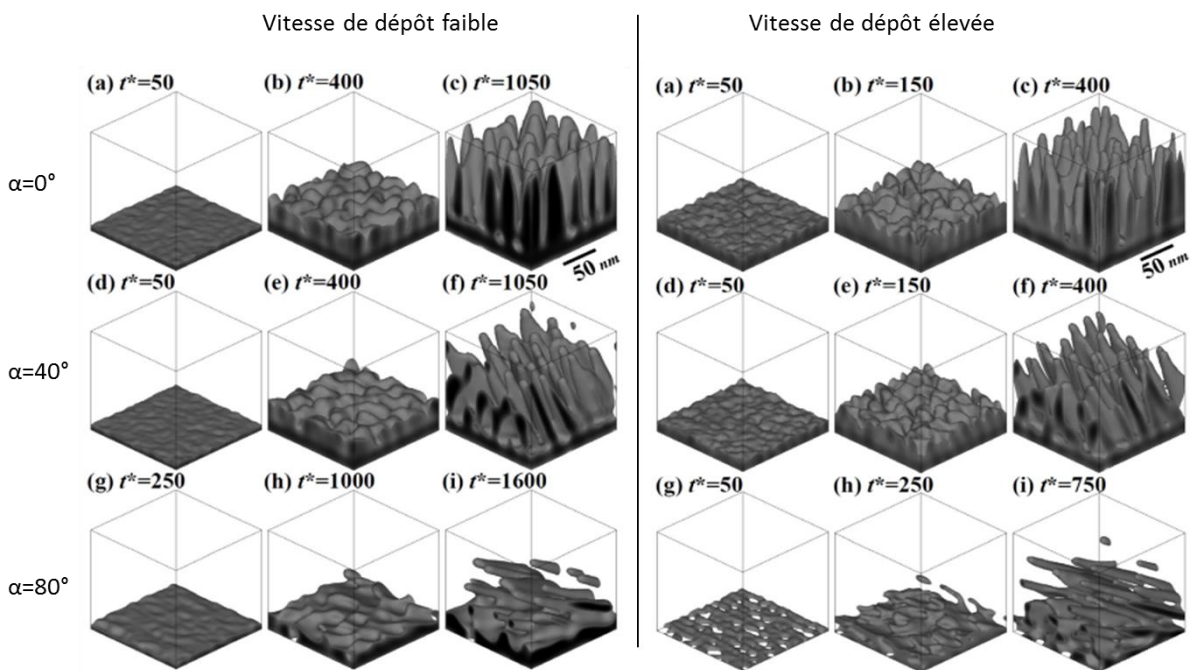 Vitesse de dépôt faible
Vitesse de dépôt élevée
α=0°
(a) t*=50
(b) t*=400
(c) t*=1050
(a) t*=50
(b) t*=150
(c) t*=400
50 nm
50 nm
α=40°
(d) t*=50
(e) t*=400
(f) t*=1050
(d) t*=50
(e) t*=150
(f) t*=400
α=80°
(g) t*=250
(h) t*=1000
(i) t*=1600
(g) t*=50
(h) t*=250
(i) t*=750